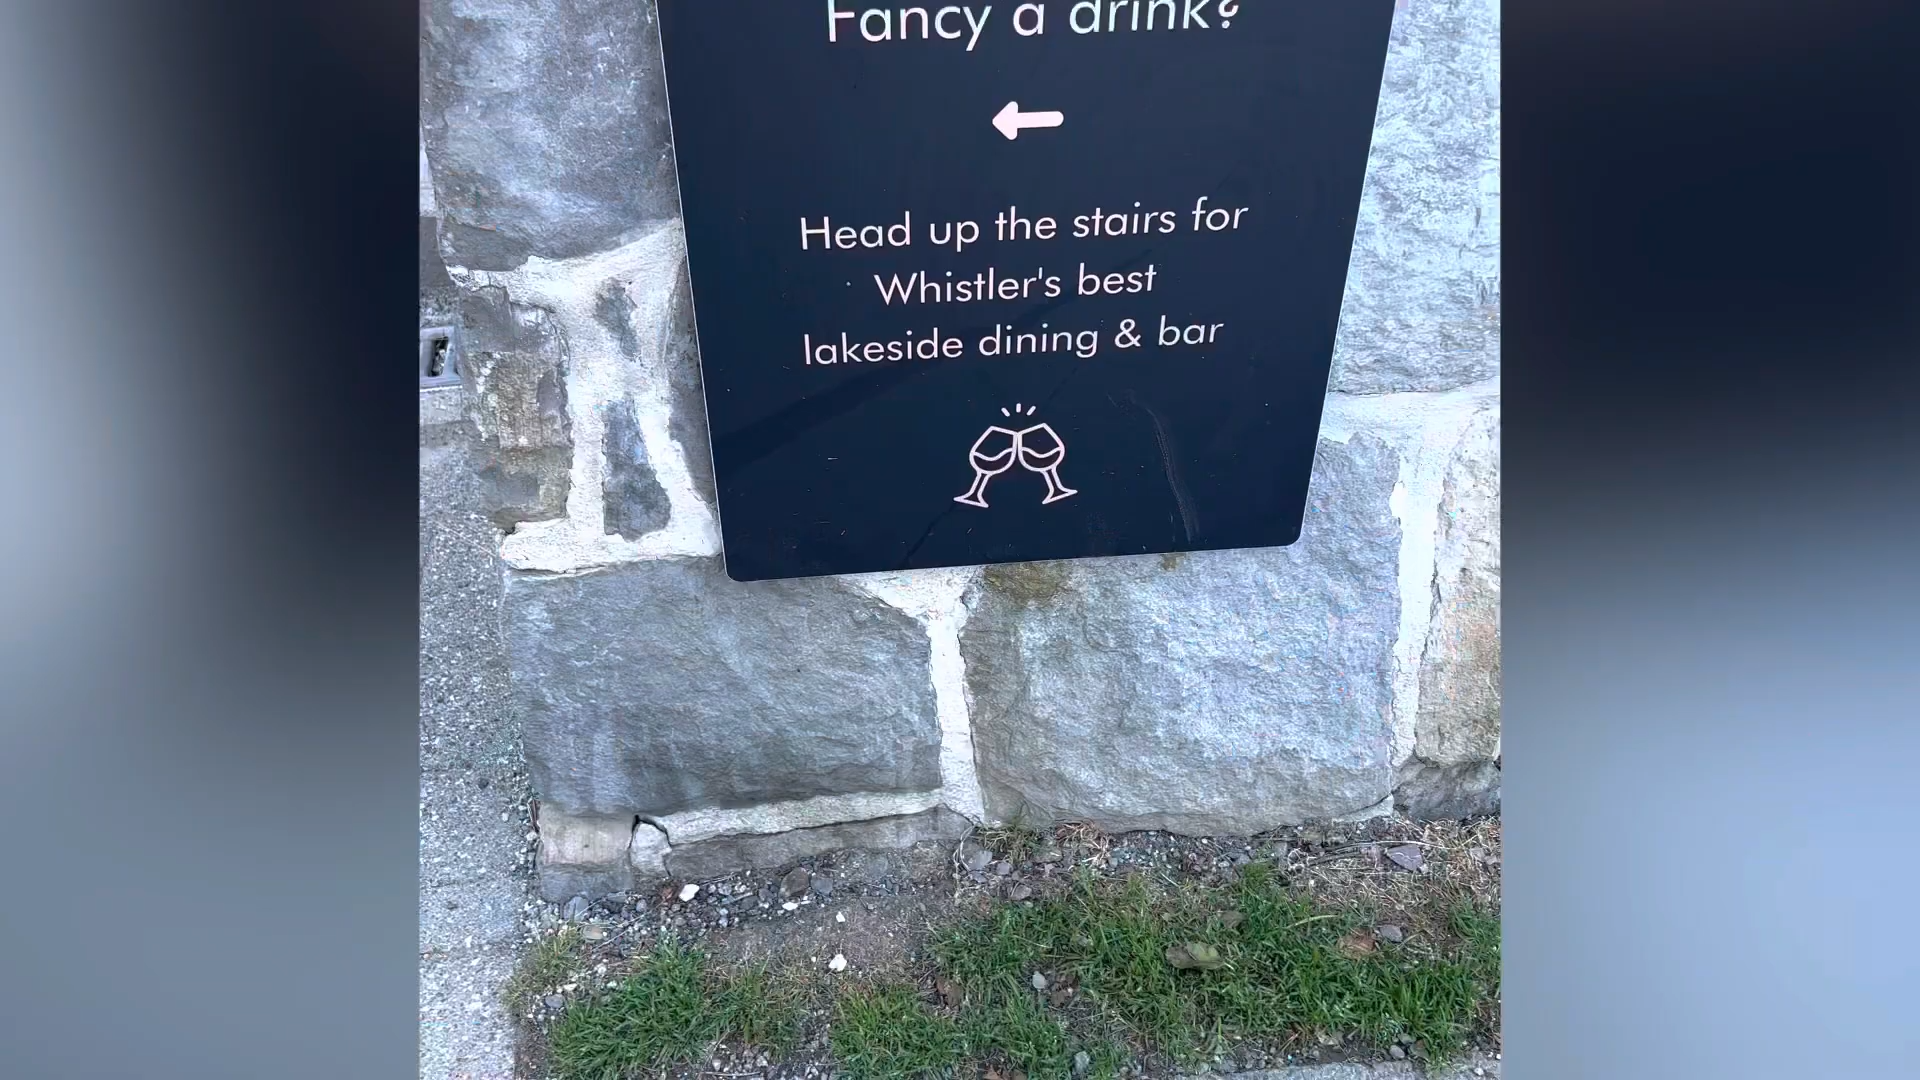 Fancy a drink?
Head up the stairs for
Whistler's best
lakeside dining & bar